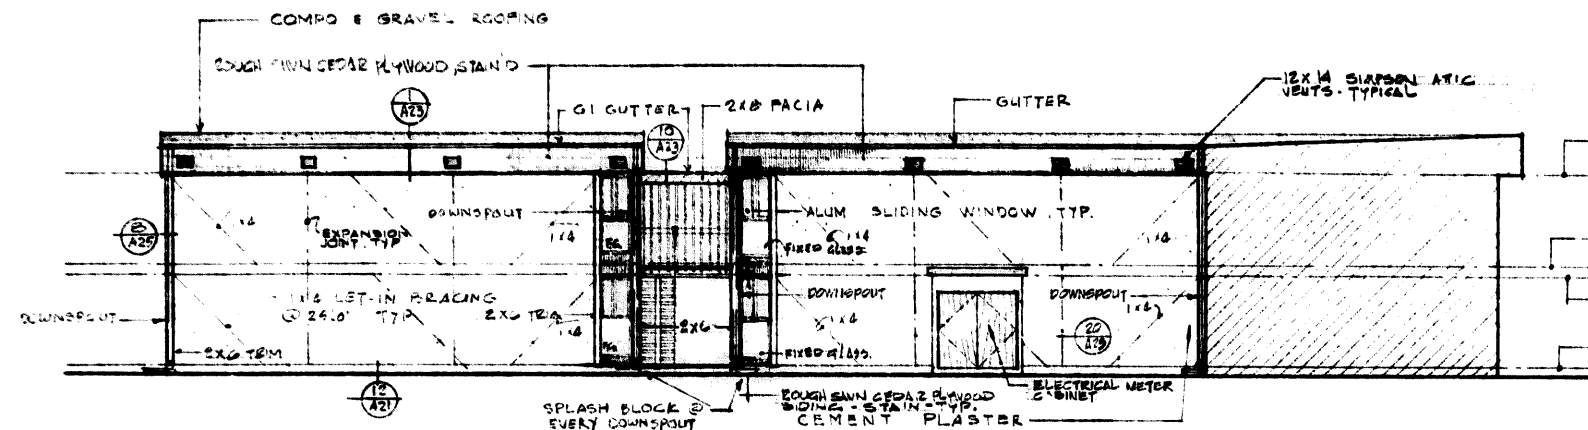 COMPO & GRAVEL ROOFING
ROUGH SAWN CEDAR PLYWOOD, STAIN'D
1
A23
GI GUTTER
10
A23
2X8 FACIA
GUTTER
12X14 SIMPSON ATIC
VENTS - TYPICAL
8
A25
1X4
EXPANSION
JOINT TYP
DOWNSPOUT
1X4
ALUM SLIDING WINDOW TYP.
FIXED GLASS
1X4
1X4
1X4 LET-IN BRACING
@ 24'.0" TYP
2X6 TRIM
1X4
2X6
DOWNSPOUT
1X4
DOWNSPOUT
1X4
DOWNSPOUT
2X6 TRIM
FIXED GLASS.
20
A23
12
A21
SPLASH BLOCK @
EVERY DOWNSPOUT
ROUGH SAWN CEDAR PLYWOOD
SIDING - STAIN - TYP.
CEMENT PLASTER
ELECTRICAL METER
CABINET